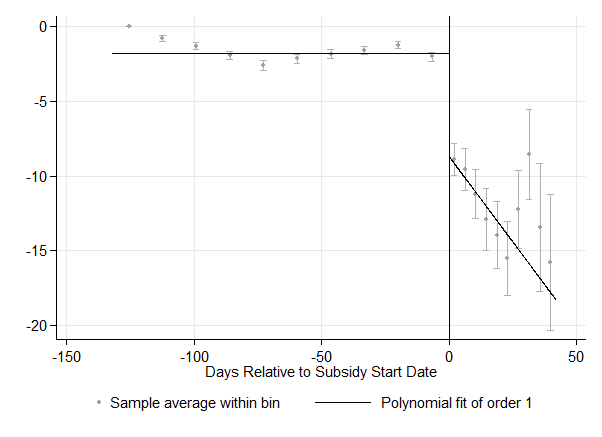 0
-5
-10
-15
-20
-150 -100 -50 0 50
Days Relative to Subsidy Start Date
Sample average within bin Polynomial fit of order 1